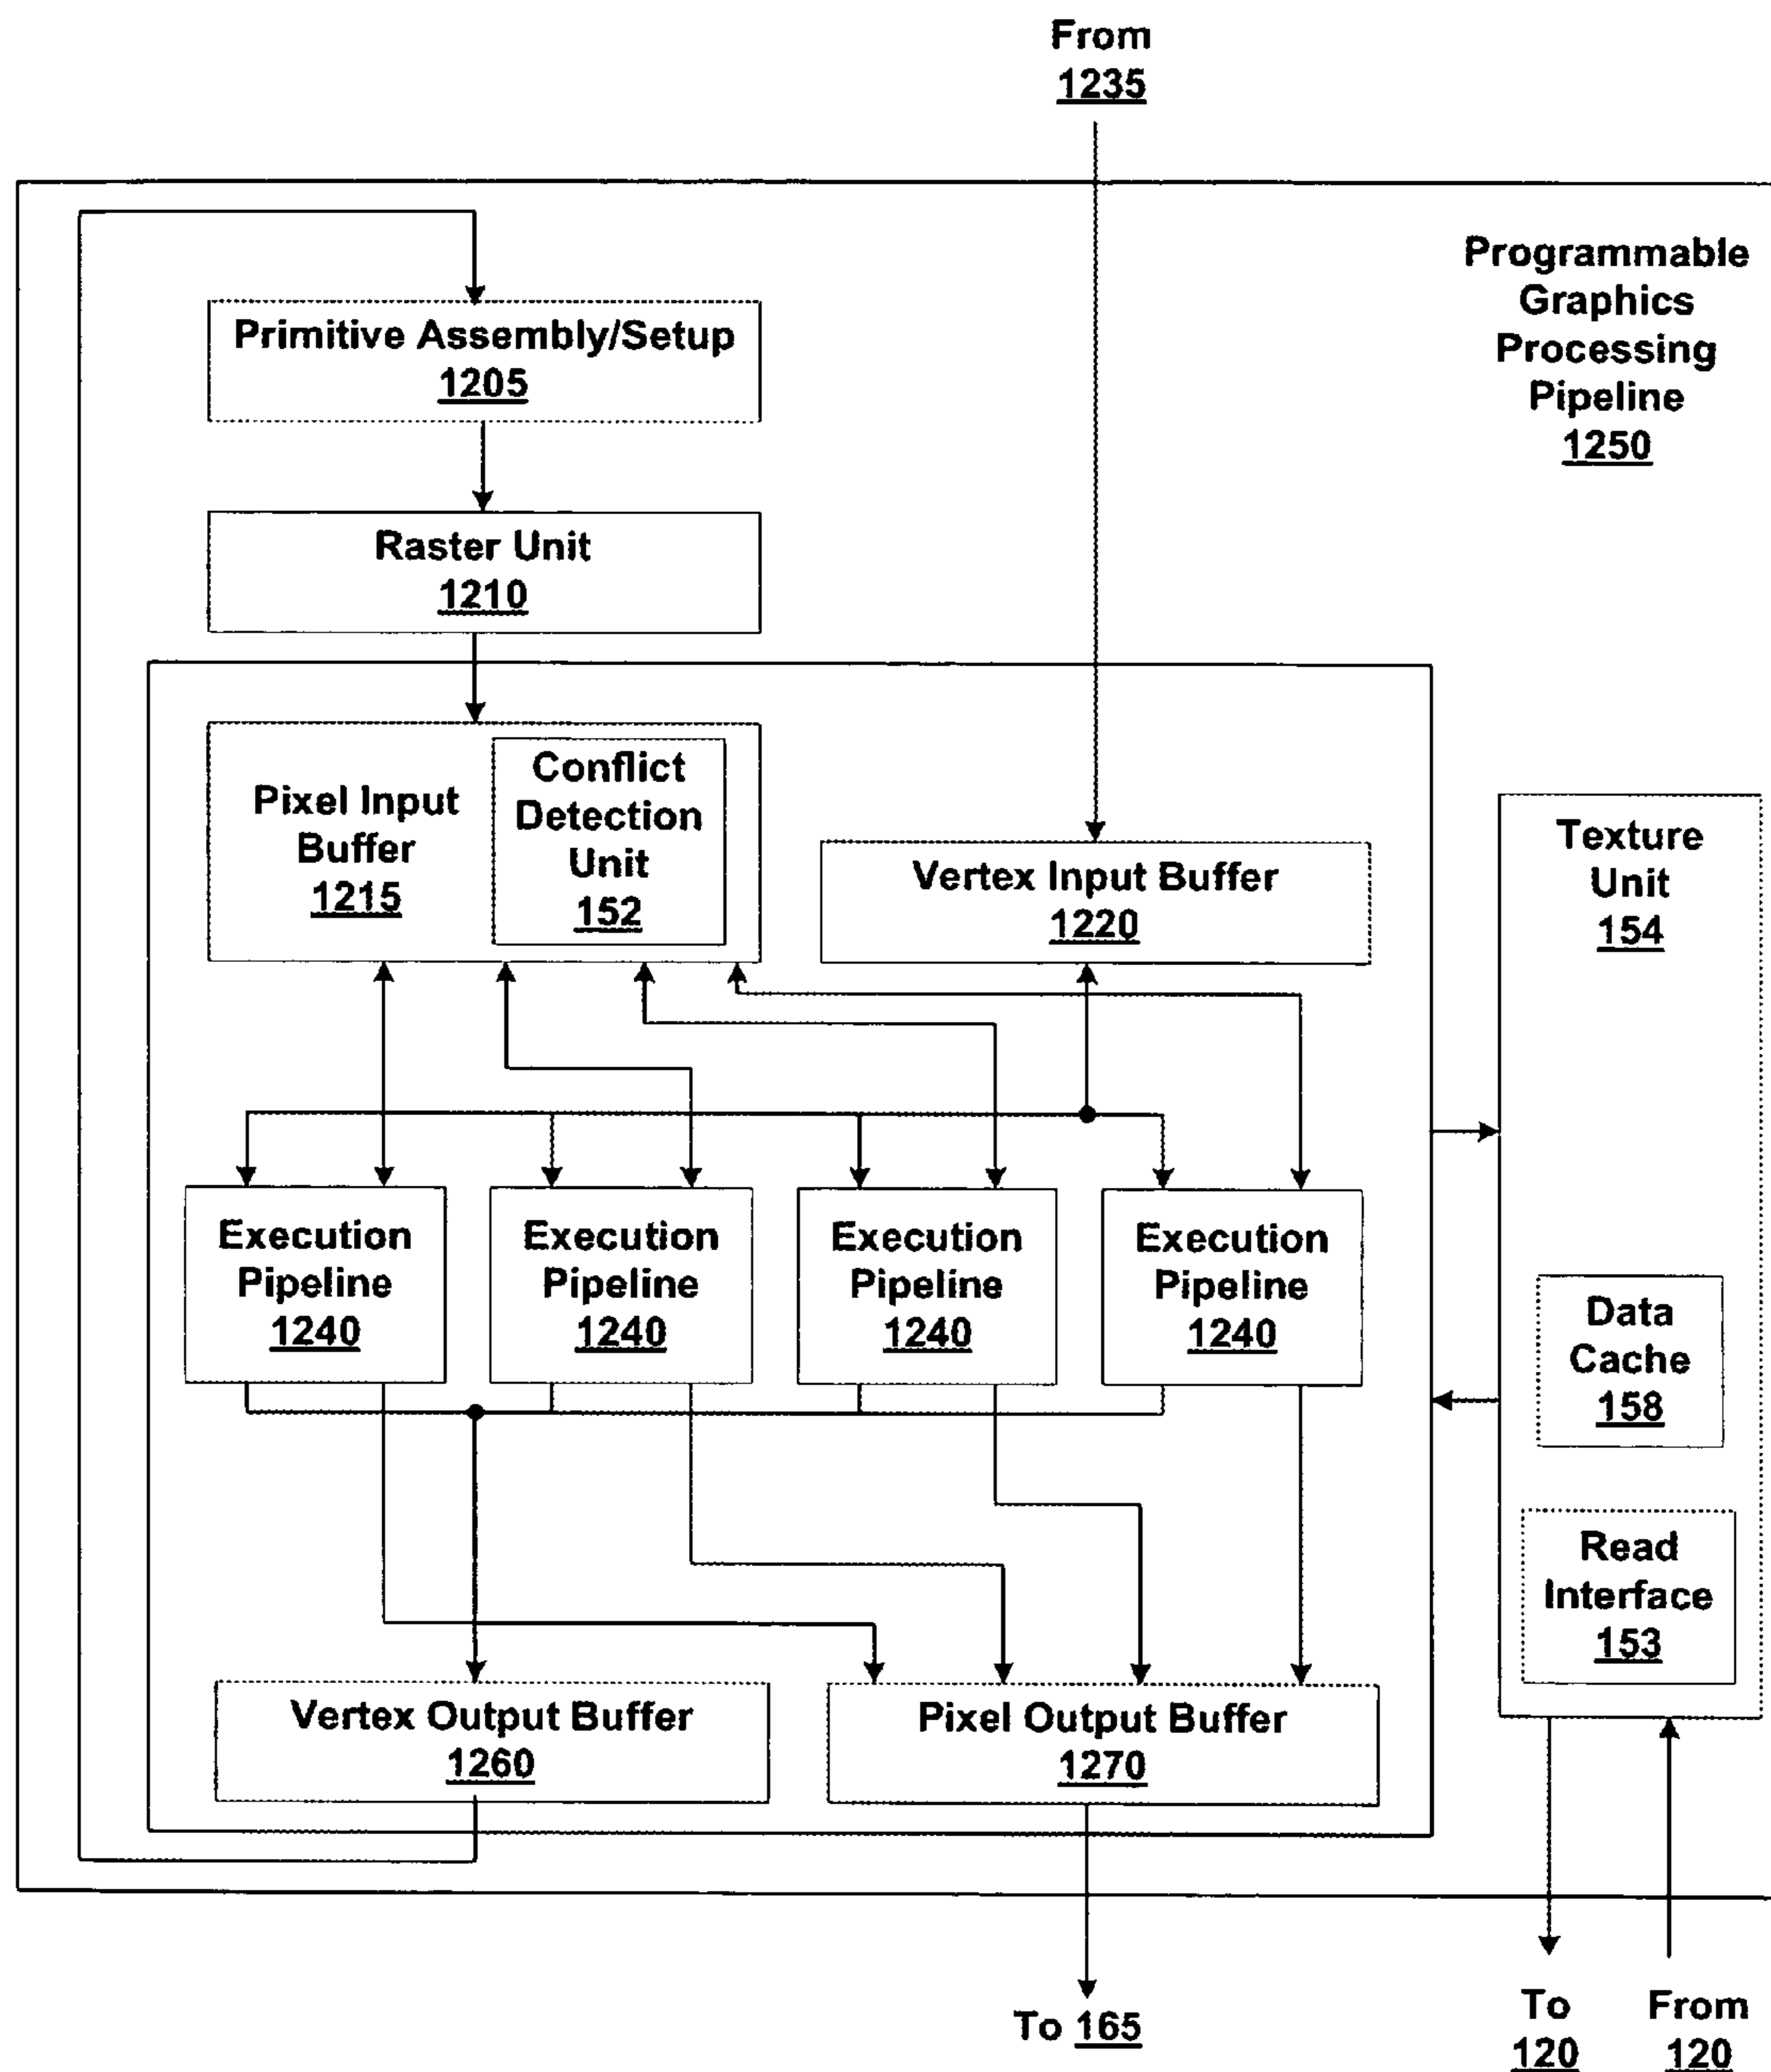 From
1235
Programmable
Graphics
Processing
Pipeline
1250
Primitive Assembly/Setup
1205
Raster Unit
1210
Pixel Input
Buffer
1215
Conflict
Detection
Unit
152
Vertex Input Buffer
1220
Texture
Unit
154
Execution
Pipeline
1240
Execution
Pipeline
1240
Execution
Pipeline
1240
Execution
Pipeline
1240
Data
Cache
158
Read
Interface
153
Vertex Output Buffer
1260
Pixel Output Buffer
1270
To 165
To
120
From
120